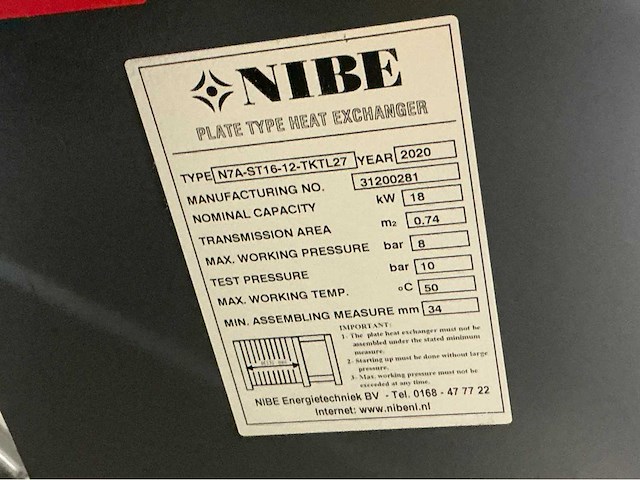 NIBE
PLATE TYPE HEAT EXCHANGER
TYPE N7A-ST16-12-TKTL27 YEAR 2020
MANUFACTURING NO. 31200281
NOMINAL CAPACITY kW 18
TRANSMISSION AREA m2 0.74
MAX. WORKING PRESSURE bar 8
TEST PRESSURE bar 10
MAX. WORKING TEMP. °C 50
MIN. ASSEMBLING MEASURE mm 34
IMPORTANT:
1- The plate heat exchanger must not be
assembled under the stated minimum
measure.
2- Starting up must be done without large
pressure.
3- Max. working pressure must not be
exceeded at any time.
NIBE Energietechniek BV - Tel. 0168 - 47 77 22
Internet: www.nibenl.nl